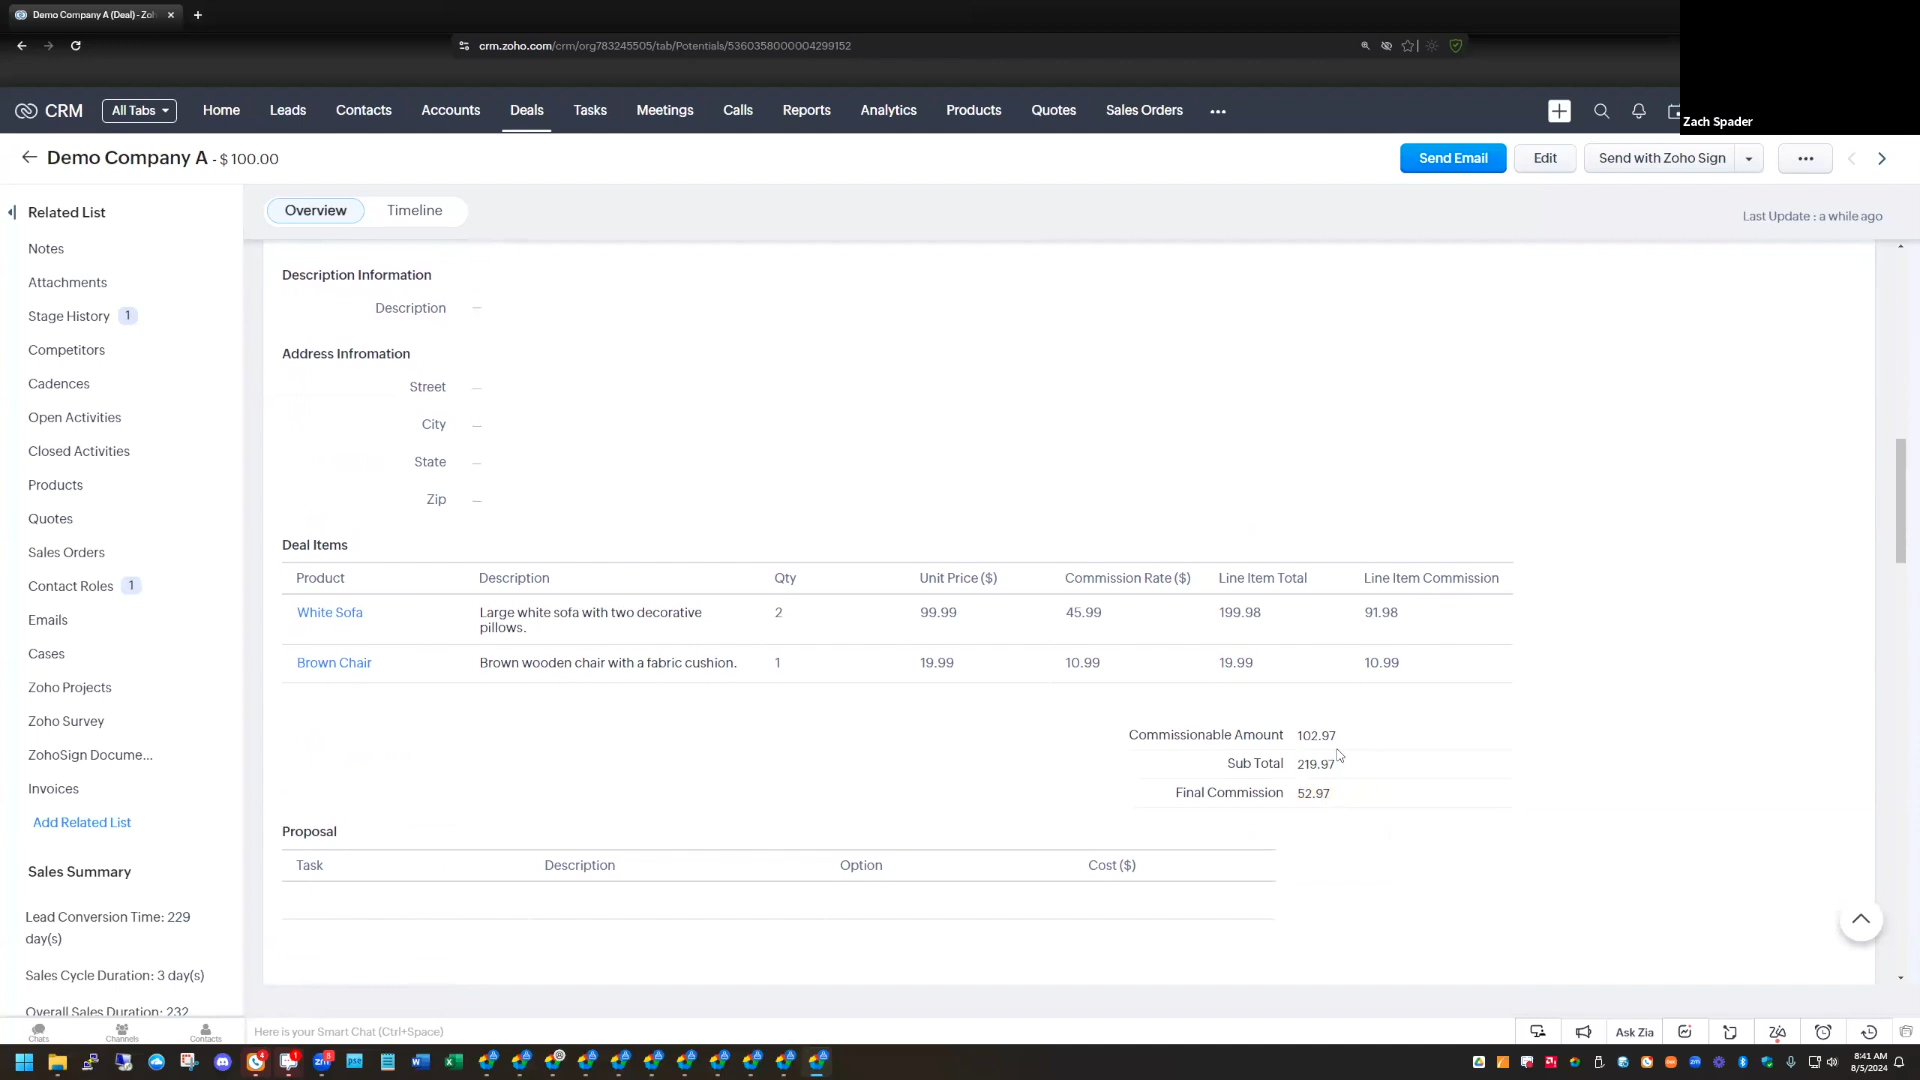 Demo Company A (Deal) - Zoh
crm.zoho.com/crm/org783245505/tab/Potentials/5360358000004299152
Zach Spader
CRM
All Tabs
Home
Leads
Contacts
Accounts
Deals
Tasks
Meetings
Calls
Reports
Analytics
Products
Quotes
Sales Orders
Demo Company A - $ 100.00
Send Email
Edit
Send with Zoho Sign
Overview
Timeline
Last Update : a while ago
Related List
Notes
Attachments
Stage History 1
Competitors
Cadences
Open Activities
Closed Activities
Products
Quotes
Sales Orders
Contact Roles 1
Emails
Cases
Zoho Projects
Zoho Survey
ZohoSign Docume...
Invoices
Add Related List
Sales Summary
Lead Conversion Time: 229
day(s)
Sales Cycle Duration: 3 day(s)
Overall Sales Duration: 232
Description Information
Description —
Address Infromation
Street —
City —
State —
Zip —
Deal Items
Product Description Qty Unit Price ($) Commission Rate ($) Line Item Total Line Item Commission
White Sofa Large white sofa with two decorative 2 99.99 45.99 199.98 91.98
pillows.
Brown Chair Brown wooden chair with a fabric cushion. 1 19.99 10.99 19.99 10.99
Commissionable Amount 102.97
Sub Total 219.97
Final Commission 52.97
Proposal
Task Description Option Cost ($)
Chats
Channels
Contacts
Here is your Smart Chat (Ctrl+Space)
Ask Zia
8:41 AM
8/5/2024